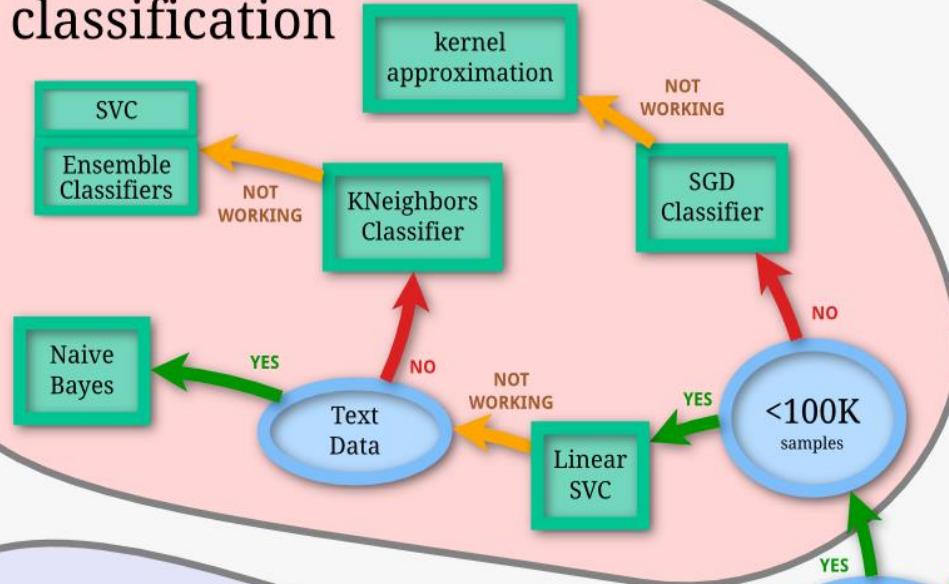 classification
kernel
approximation
NOT
WORKING
SVC
Ensemble
Classifiers
NOT
WORKING
KNeighbors
Classifier
SGD
Classifier
NO
Naive
Bayes
YES
NO
Text
Data
NOT
WORKING
Linear
SVC
YES
<100K
samples
YES